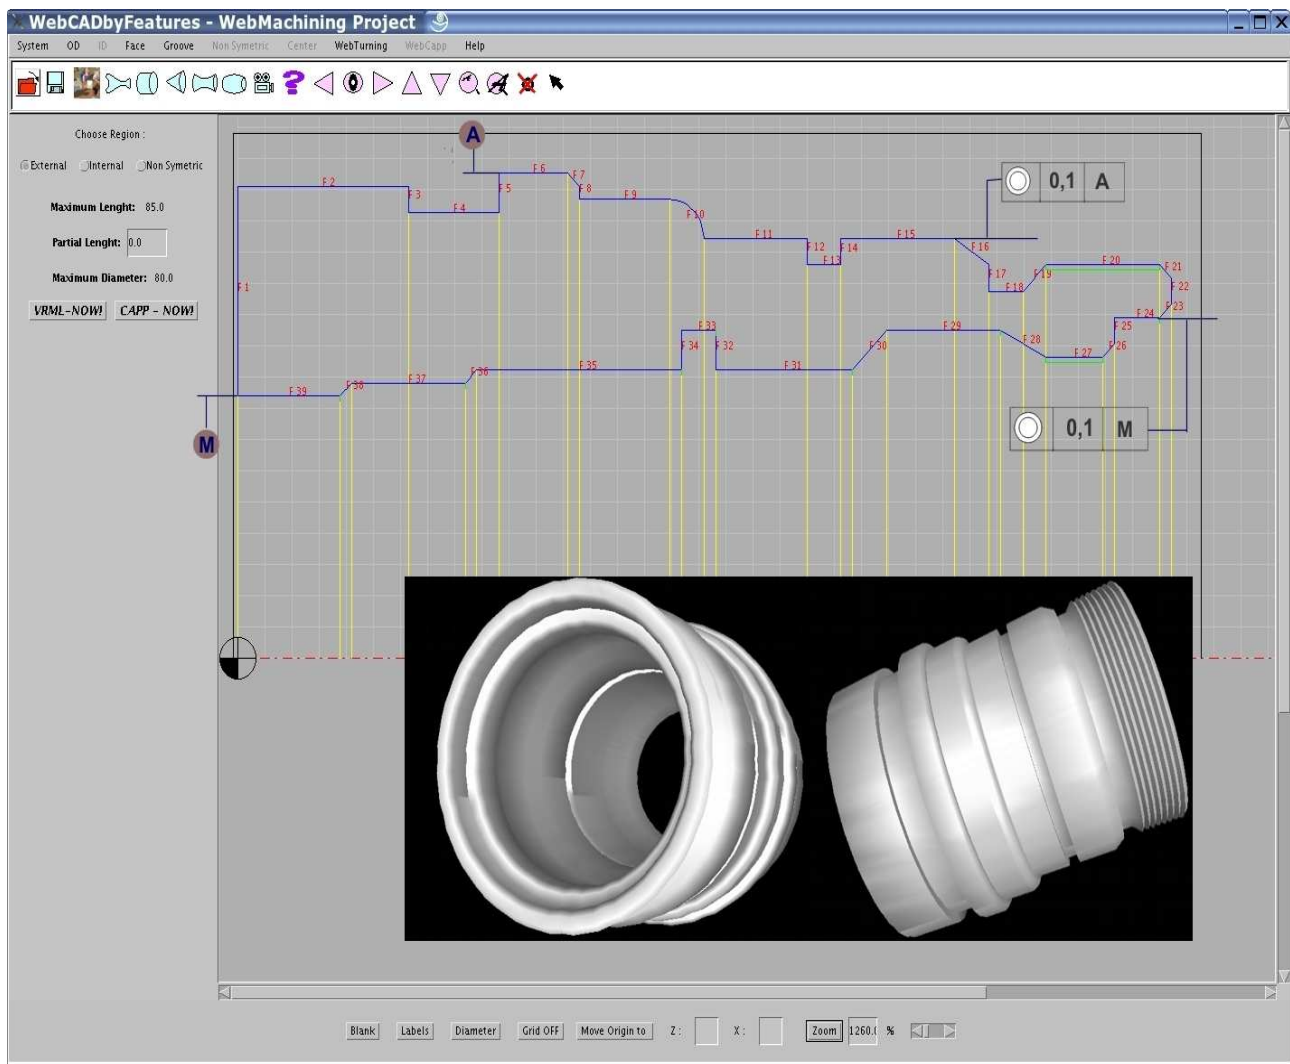 WebCADbyFeatures - WebMachining Project
System OD ID Face Groove Non Symetric Center WebTurning WebCapp Help
Choose Region :
External Internal Non Symetric
Maximum Lenght: 85.0
Partial Lenght: 0.0
Maximum Diameter: 80.0
VRML-NOW! CAPP - NOW!
A
F 6
F 7
F 2
F 3
F 5
F 8
F 9
0,1 A
F 4
F 10
F 11
F 15
F 12
F 14
F 16
F 13
F 20
F 21
F 17
F 19
F 22
F 1
F 18
F 23
F 24
F 33
F 29
F 25
F 34
F 32
F 30
F 28
F 26
F 27
F 36
F 35
F 31
F 38
F 37
F 39
M
0,1 M
Blank Labels Diameter Grid OFF Move Origin to Z : X : Zoom 1260.( %